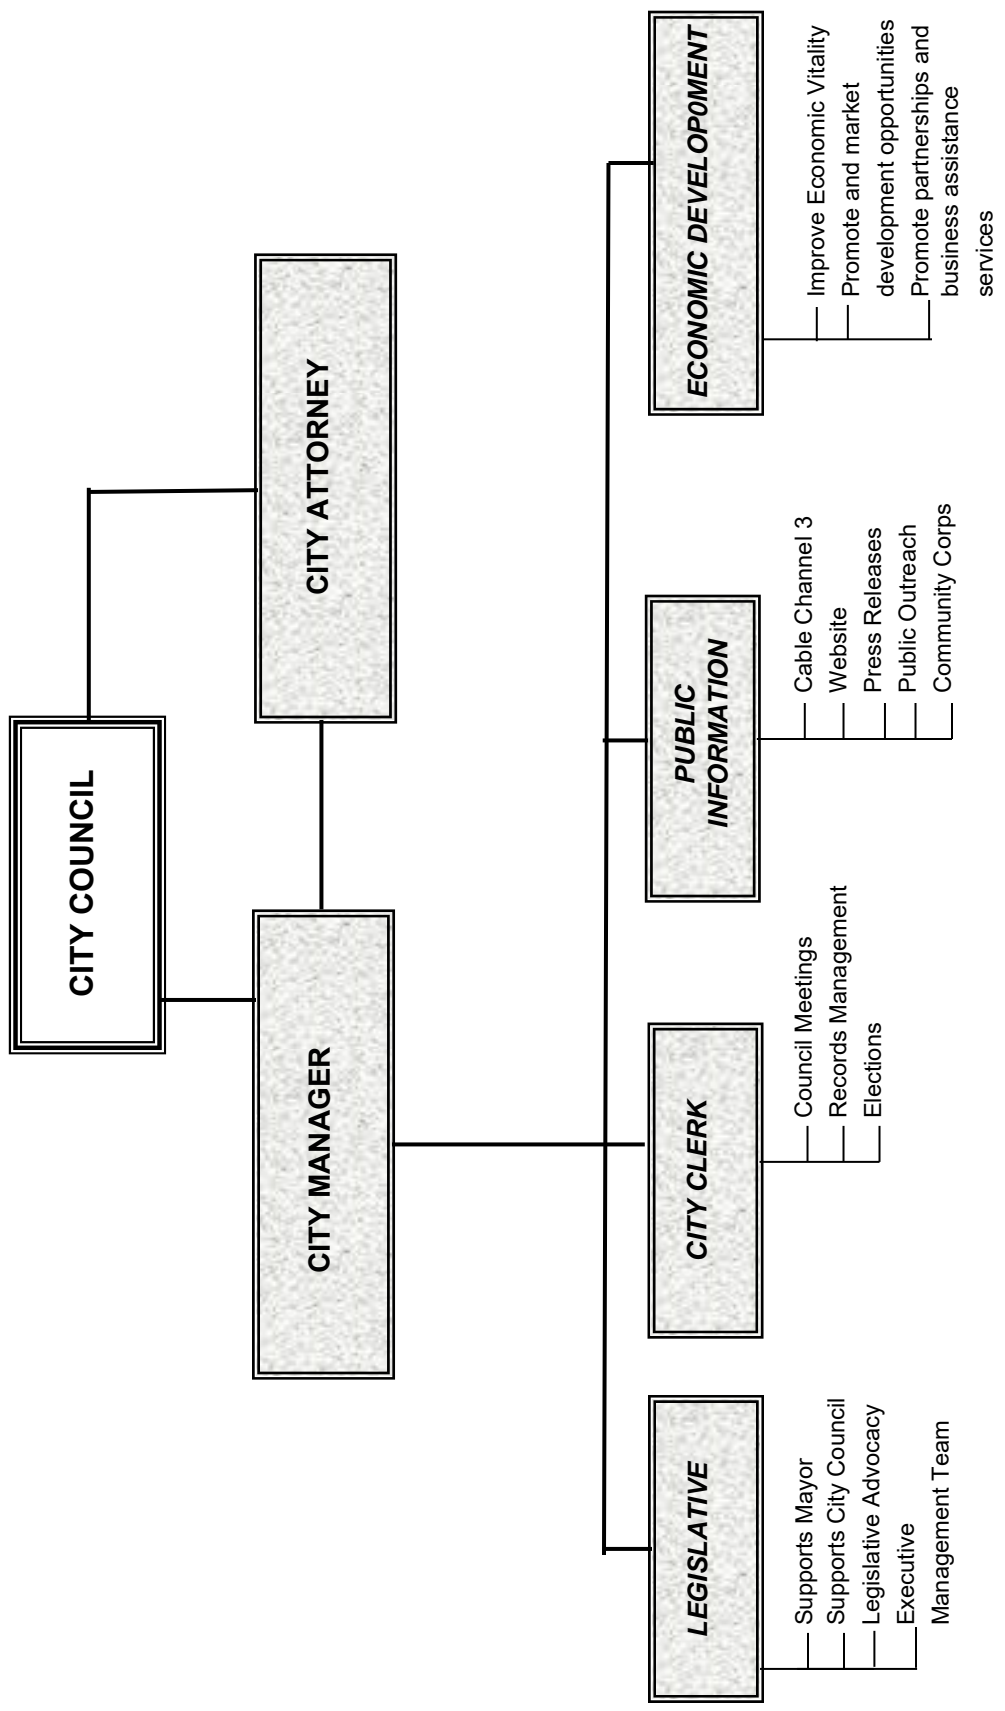 CITY COUNCIL
CITY MANAGER
CITY ATTORNEY
LEGISLATIVE
Supports Mayor
Supports City Council
Legislative Advocacy
Executive
Management Team
CITY CLERK
Council Meetings
Records Management
Elections
PUBLIC
INFORMATION
Cable Channel 3
Website
Press Releases
Public Outreach
Community Corps
ECONOMIC DEVELOP0MENT
Improve Economic Vitality
Promote and market
development opportunities
Promote partnerships and
business assistance
services